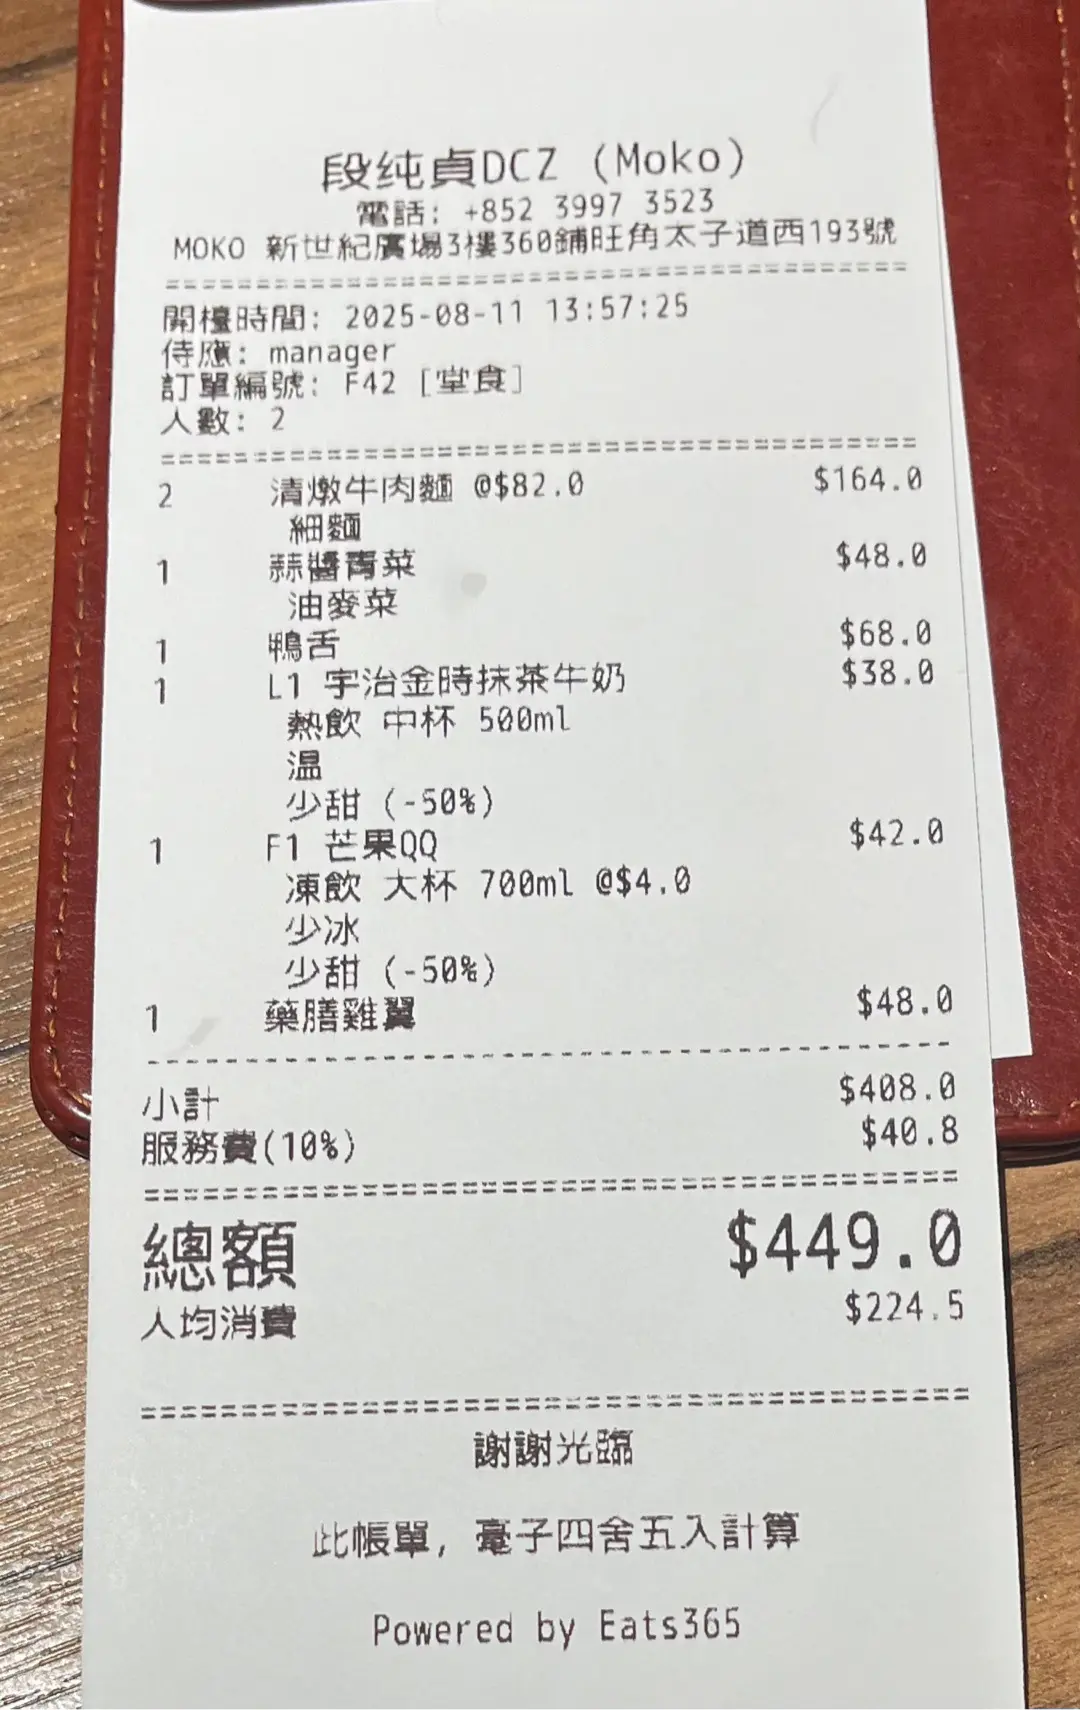 段纯貞DCZ (Moko)
電話: +852 3997 3523
MOKO 新世紀廣場3樓360鋪旺角太子道西193號
開檯時間: 2025-08-11 13:57:25
侍應: manager
訂單編號: F42 [堂食]
人數: 2
2 清燉牛肉麵 @$82.0 $164.0
細麵
1 蒜醬青菜 $48.0
油麥菜
1 鴨舌 $68.0
1 L1 宇治金時抹茶牛奶 $38.0
熱飲 中杯 500ml
温
少甜 (-50%)
1 F1 芒果QQ $42.0
凍飲 大杯 700ml @$4.0
少冰
少甜 (-50%)
1 藥膳雞翼 $48.0
小計 $408.0
服務費(10%) $40.8
總額 $449.0
人均消費 $224.5
謝謝光臨
此帳單, 毫子四舍五入計算
Powered by Eats365